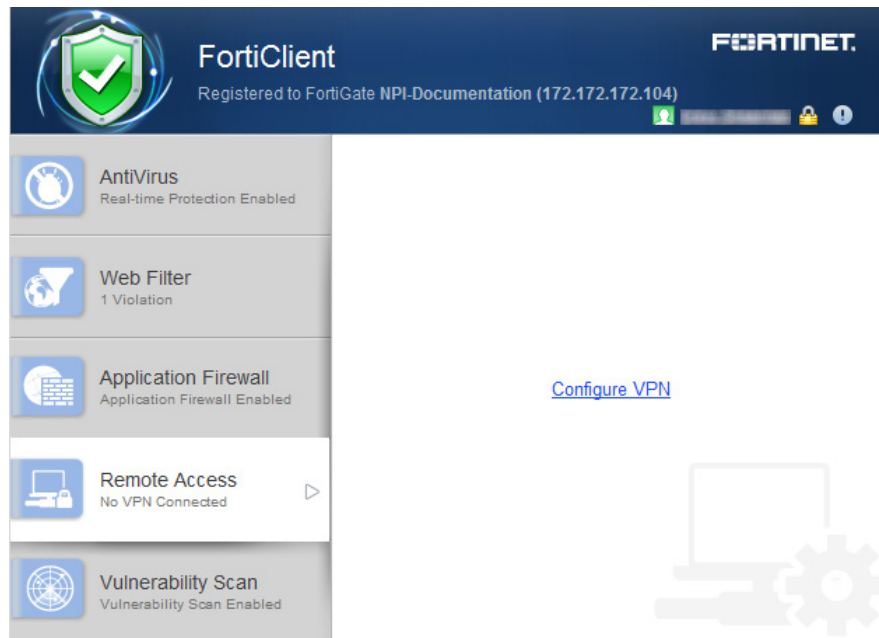 FortiClient
FORTINET
Registered to FortiGate NPI-Documentation (172.172.172.104)
AntiVirus
Real-time Protection Enabled
Web Filter
1 Violation
Application Firewall
Application Firewall Enabled
Remote Access
No VPN Connected
Vulnerability Scan
Vulnerability Scan Enabled
Configure VPN